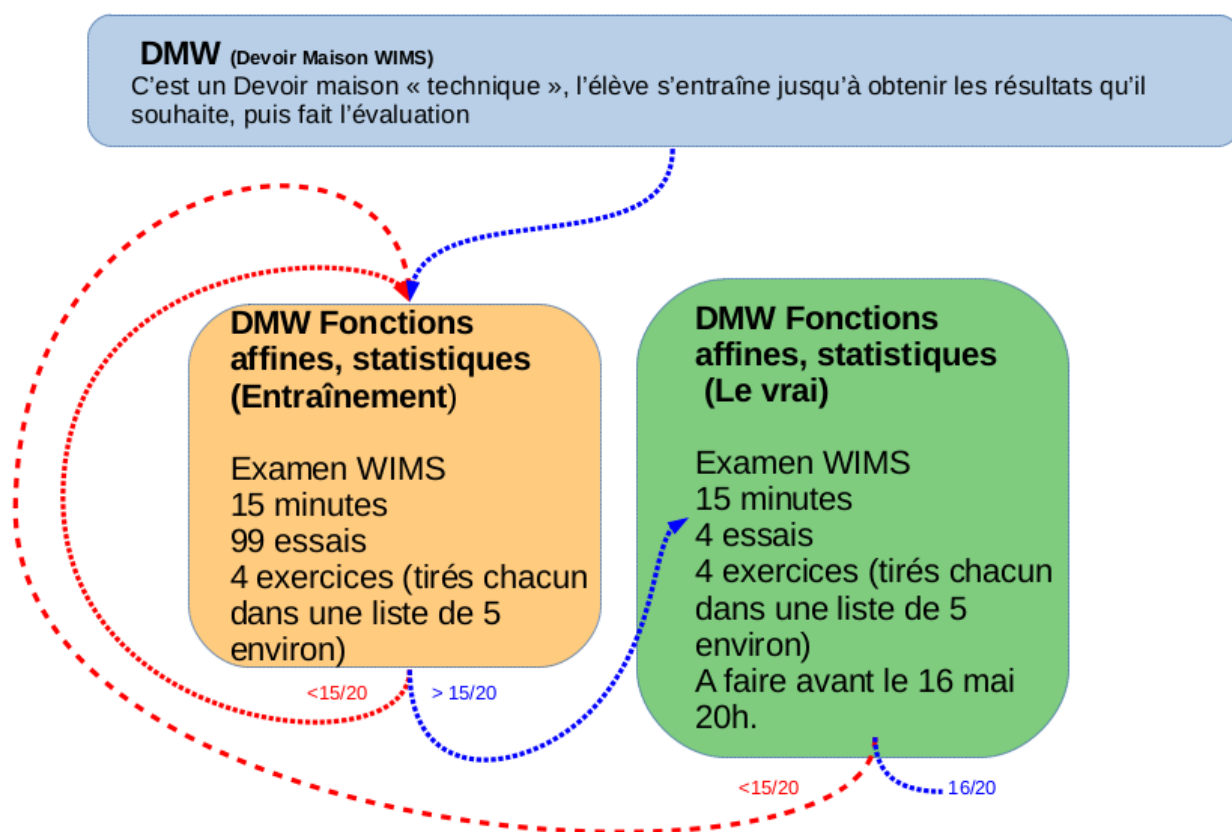 DMW (Devoir Maison WIMS)
C’est un Devoir maison « technique », l’élève s’entraîne jusqu’à obtenir les résultats qu’il
souhaite, puis fait l’évaluation
DMW Fonctions
affines, statistiques
(Entraînement)
Examen WIMS
15 minutes
99 essais
4 exercices (tirés chacun
dans une liste de 5
environ)
<15/20
> 15/20
DMW Fonctions
affines, statistiques
(Le vrai)
Examen WIMS
15 minutes
4 essais
4 exercices (tirés chacun
dans une liste de 5
environ)
A faire avant le 16 mai
20h.
<15/20
16/20